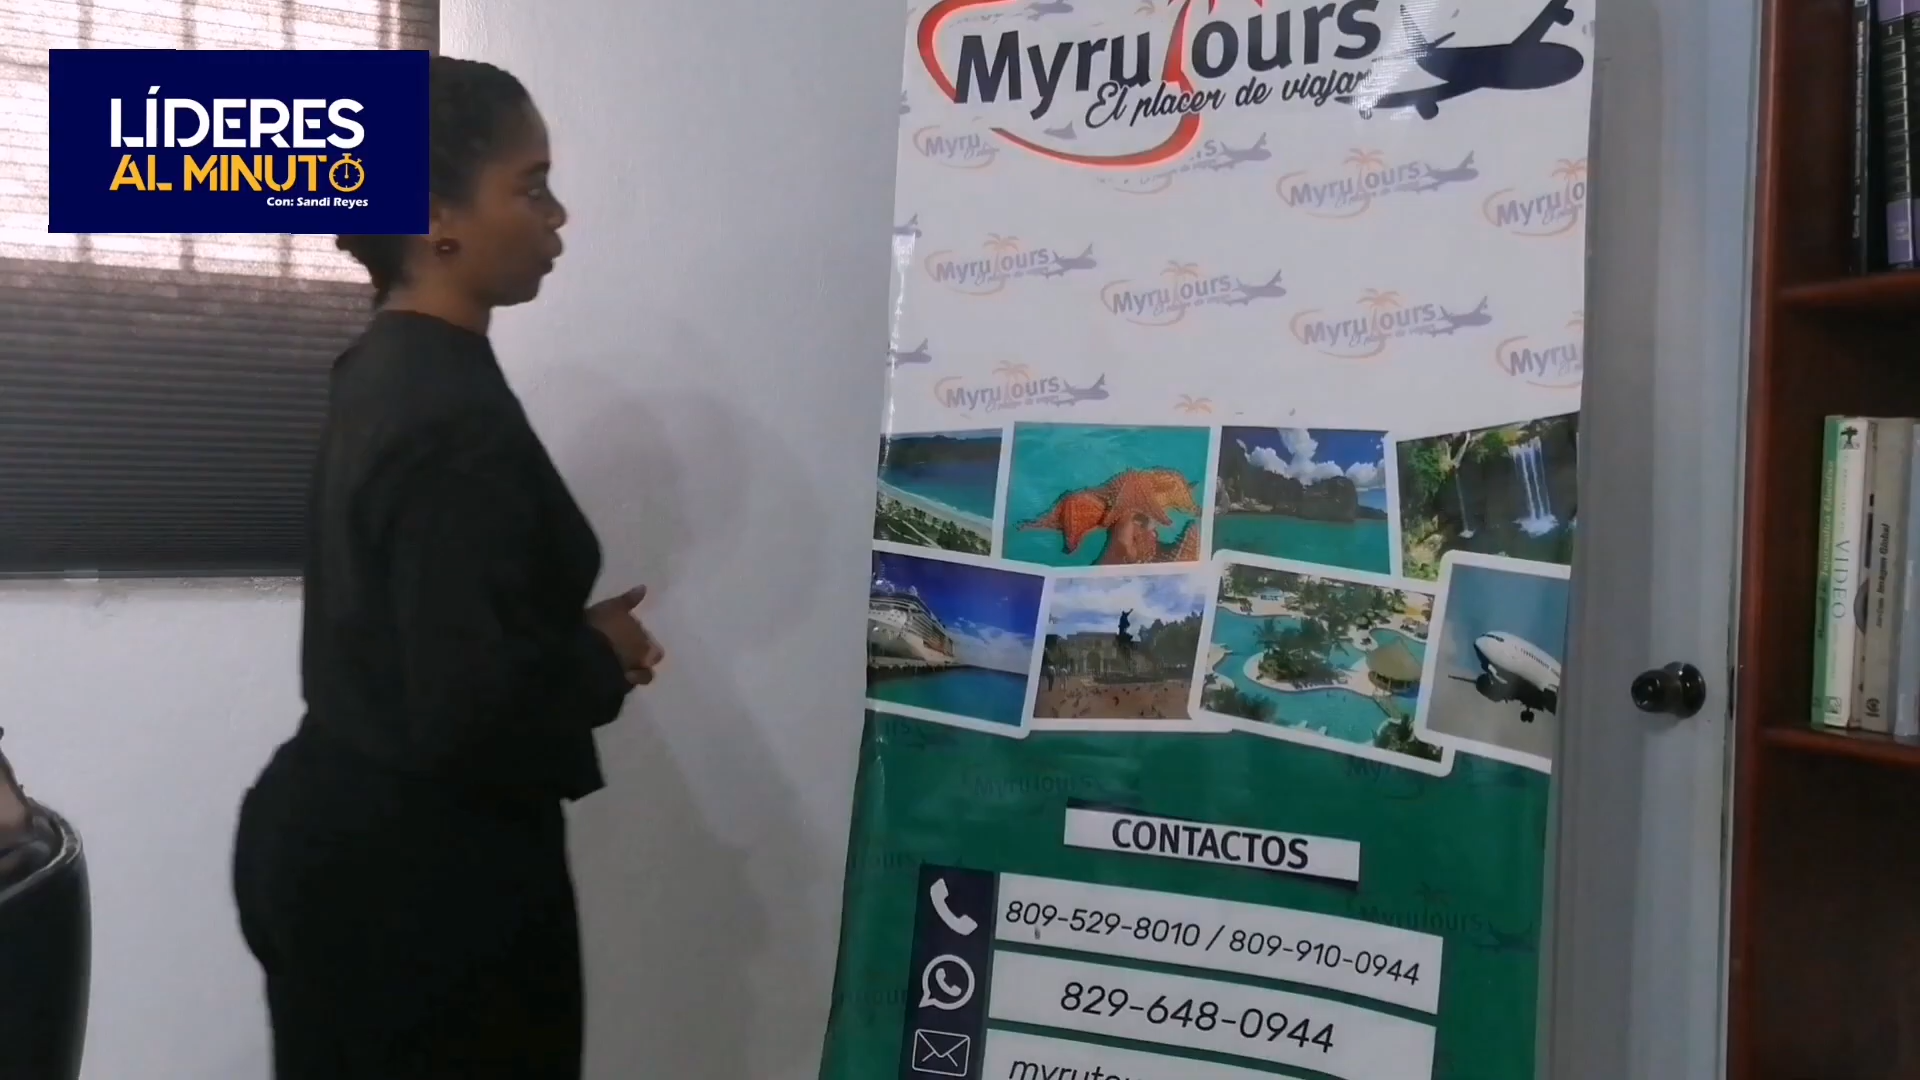 LÍDERES
AL MINUTO
Con: Sandi Reyes
MyruTours
El placer de viajar
CONTACTOS
809-529-8010 / 809-910-0944
829-648-0944
VIDEO